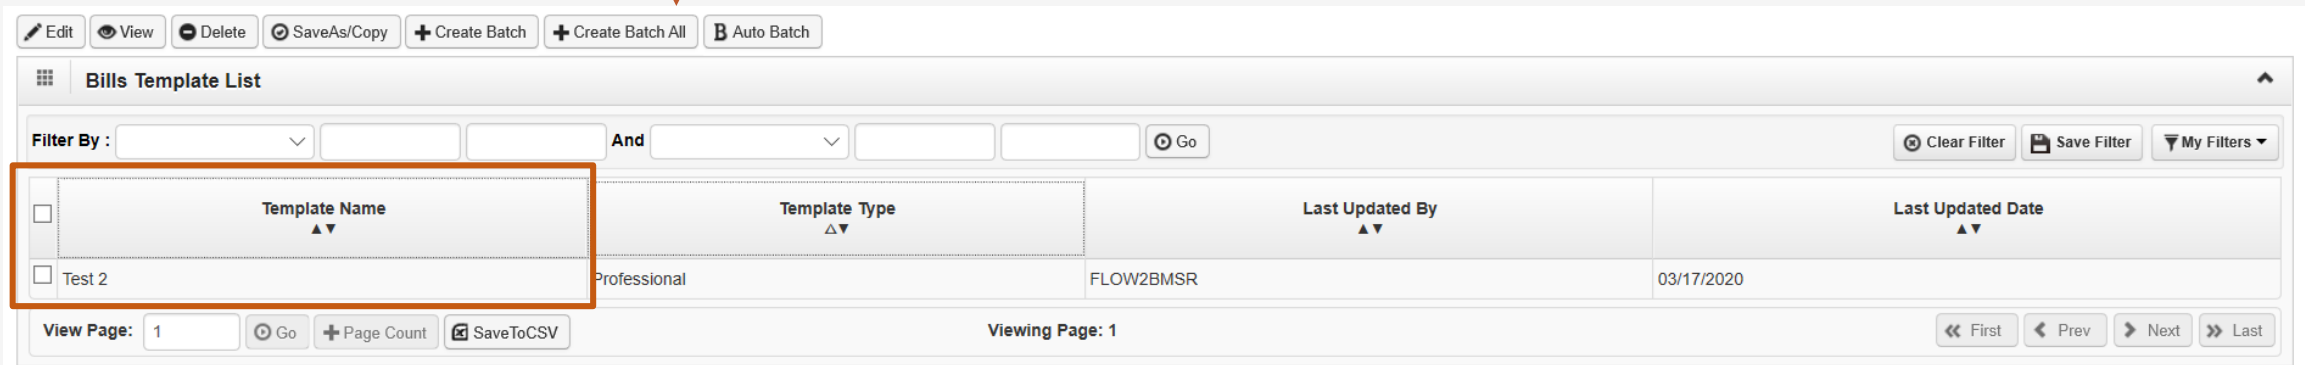 Edit View Delete SaveAs/Copy Create Batch Create Batch All B Auto Batch
Bills Template List
Filter By : And Go Clear Filter Save Filter My Filters
Template Name Template Type Last Updated By Last Updated Date
Test 2 Professional FLOW2BMSR 03/17/2020
View Page: 1 Go Page Count SaveToCSV Viewing Page: 1 First Prev Next Last